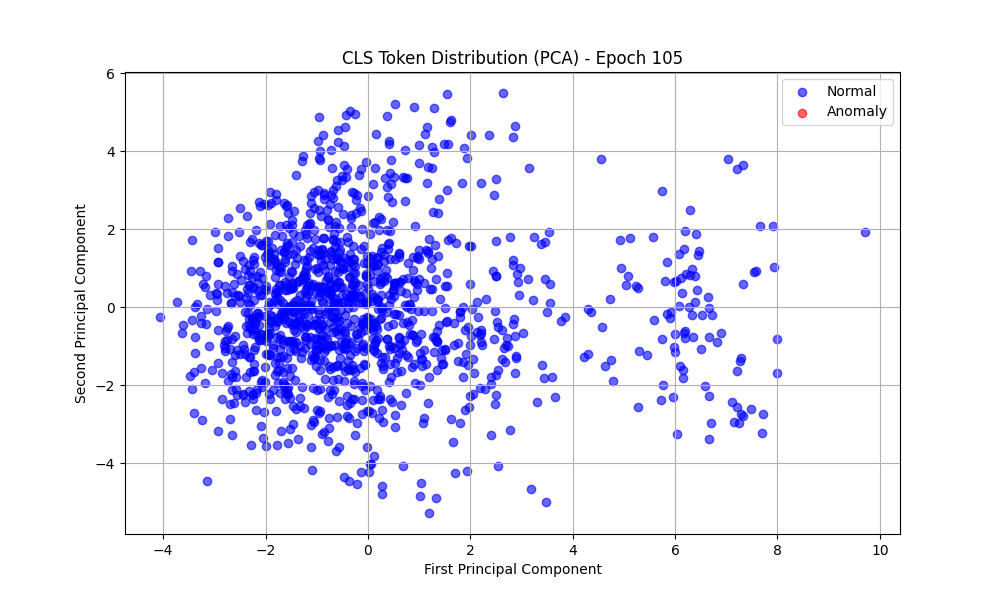 CLS Token Distribution (PCA) - Epoch 105
Normal
Anomaly
6
4
2
0
−2
−4
Second Principal Component
−4
−2
0
2
4
6
8
10
First Principal Component